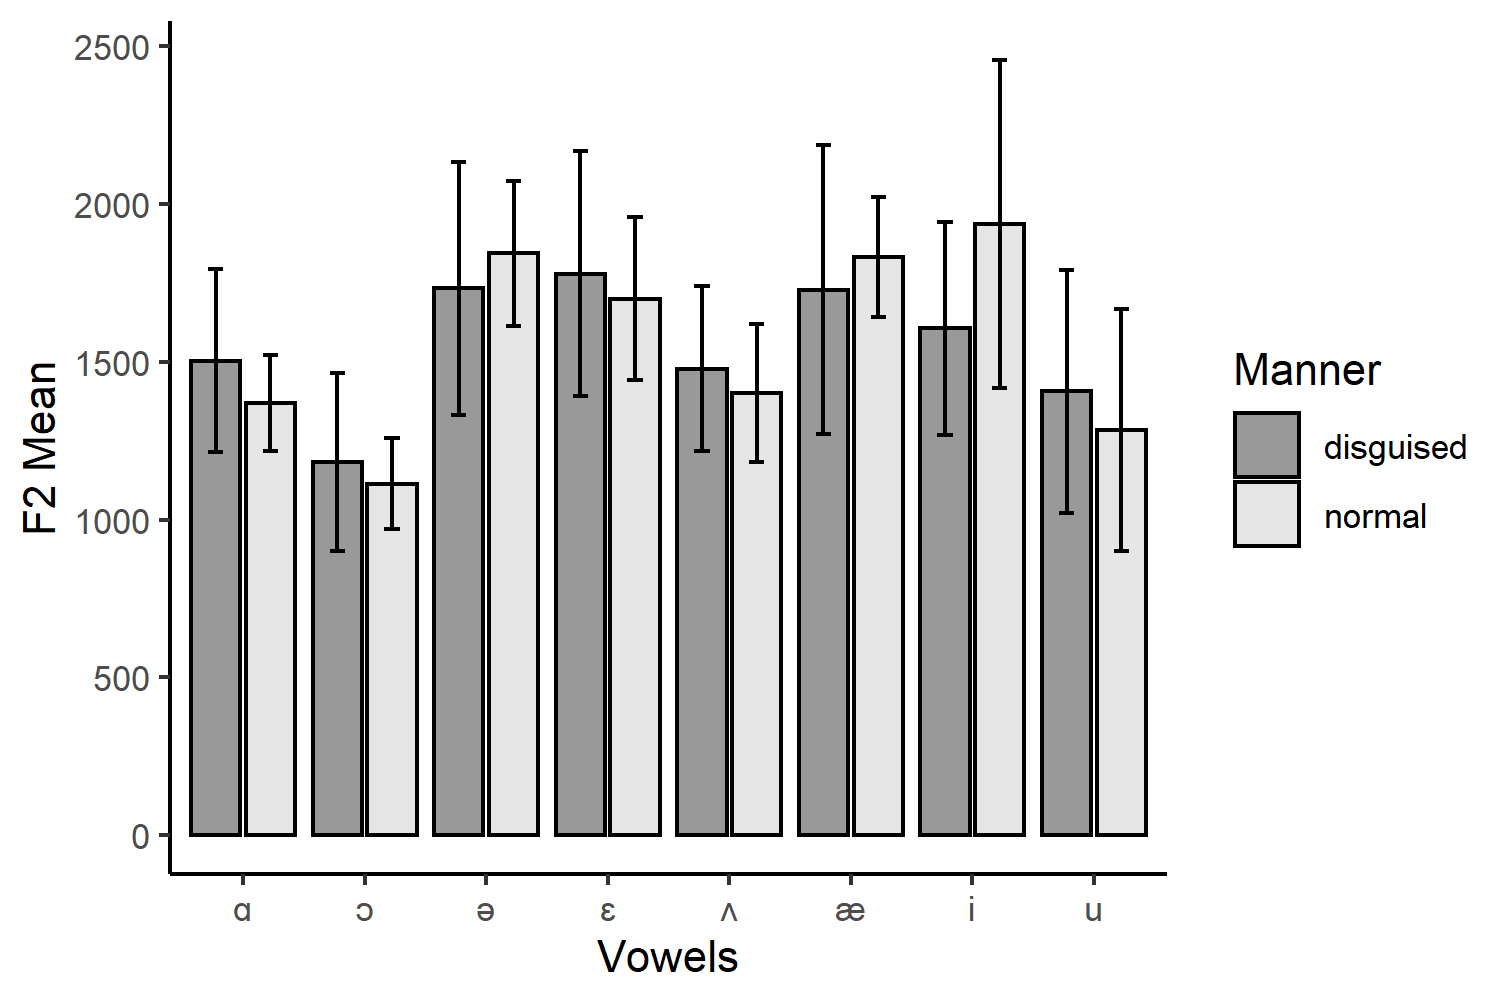 2500
2000
1500
1000
500
0
F2 Mean
ɑ ɔ ə ɛ ʌ æ i u
Vowels
Manner
disguised
normal